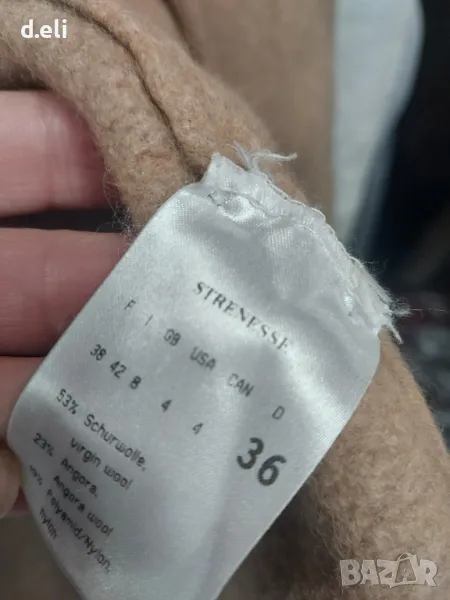 d.eli
STRENESSE
F I GB USA CAN D
38 42 8 4 4 36
53% Schurwolle,
virgin wool
23% Angora,
Angora wool
Polyamid/Nylon,
nylon
BAZAR